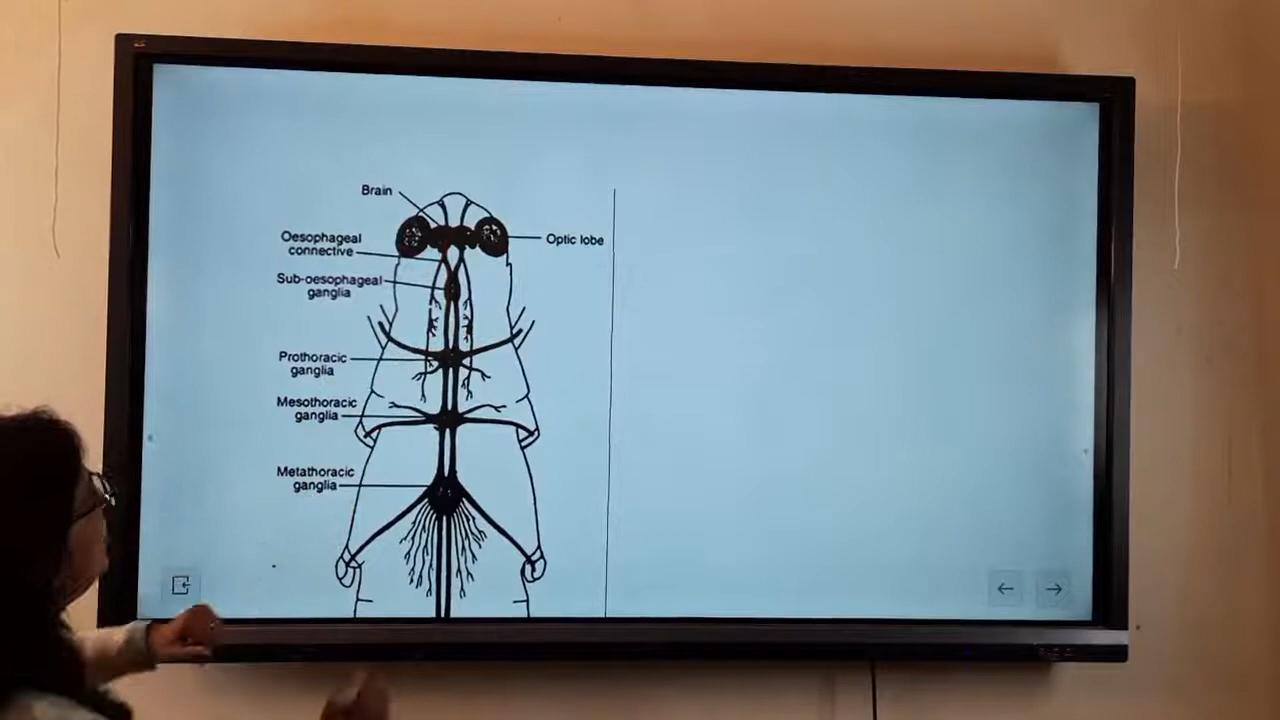 Brain
Oesophageal
connective
Optic lobe
Sub-oesophageal
ganglia
Prothoracic
ganglia
Mesothoracic
ganglia
Metathoracic
ganglia